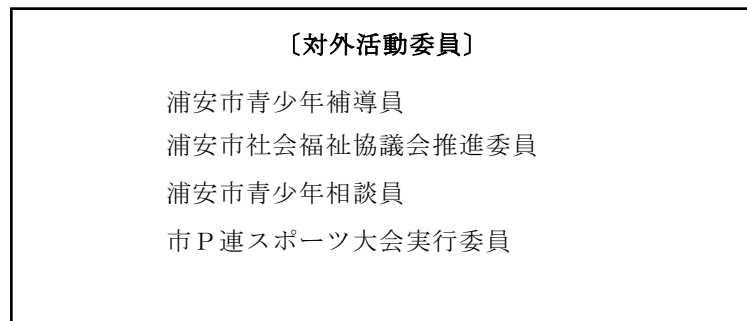 〔対外活動委員〕
浦安市青少年補導員
浦安市社会福祉協議会推進委員
浦安市青少年相談員
市Ｐ連スポーツ大会実行委員